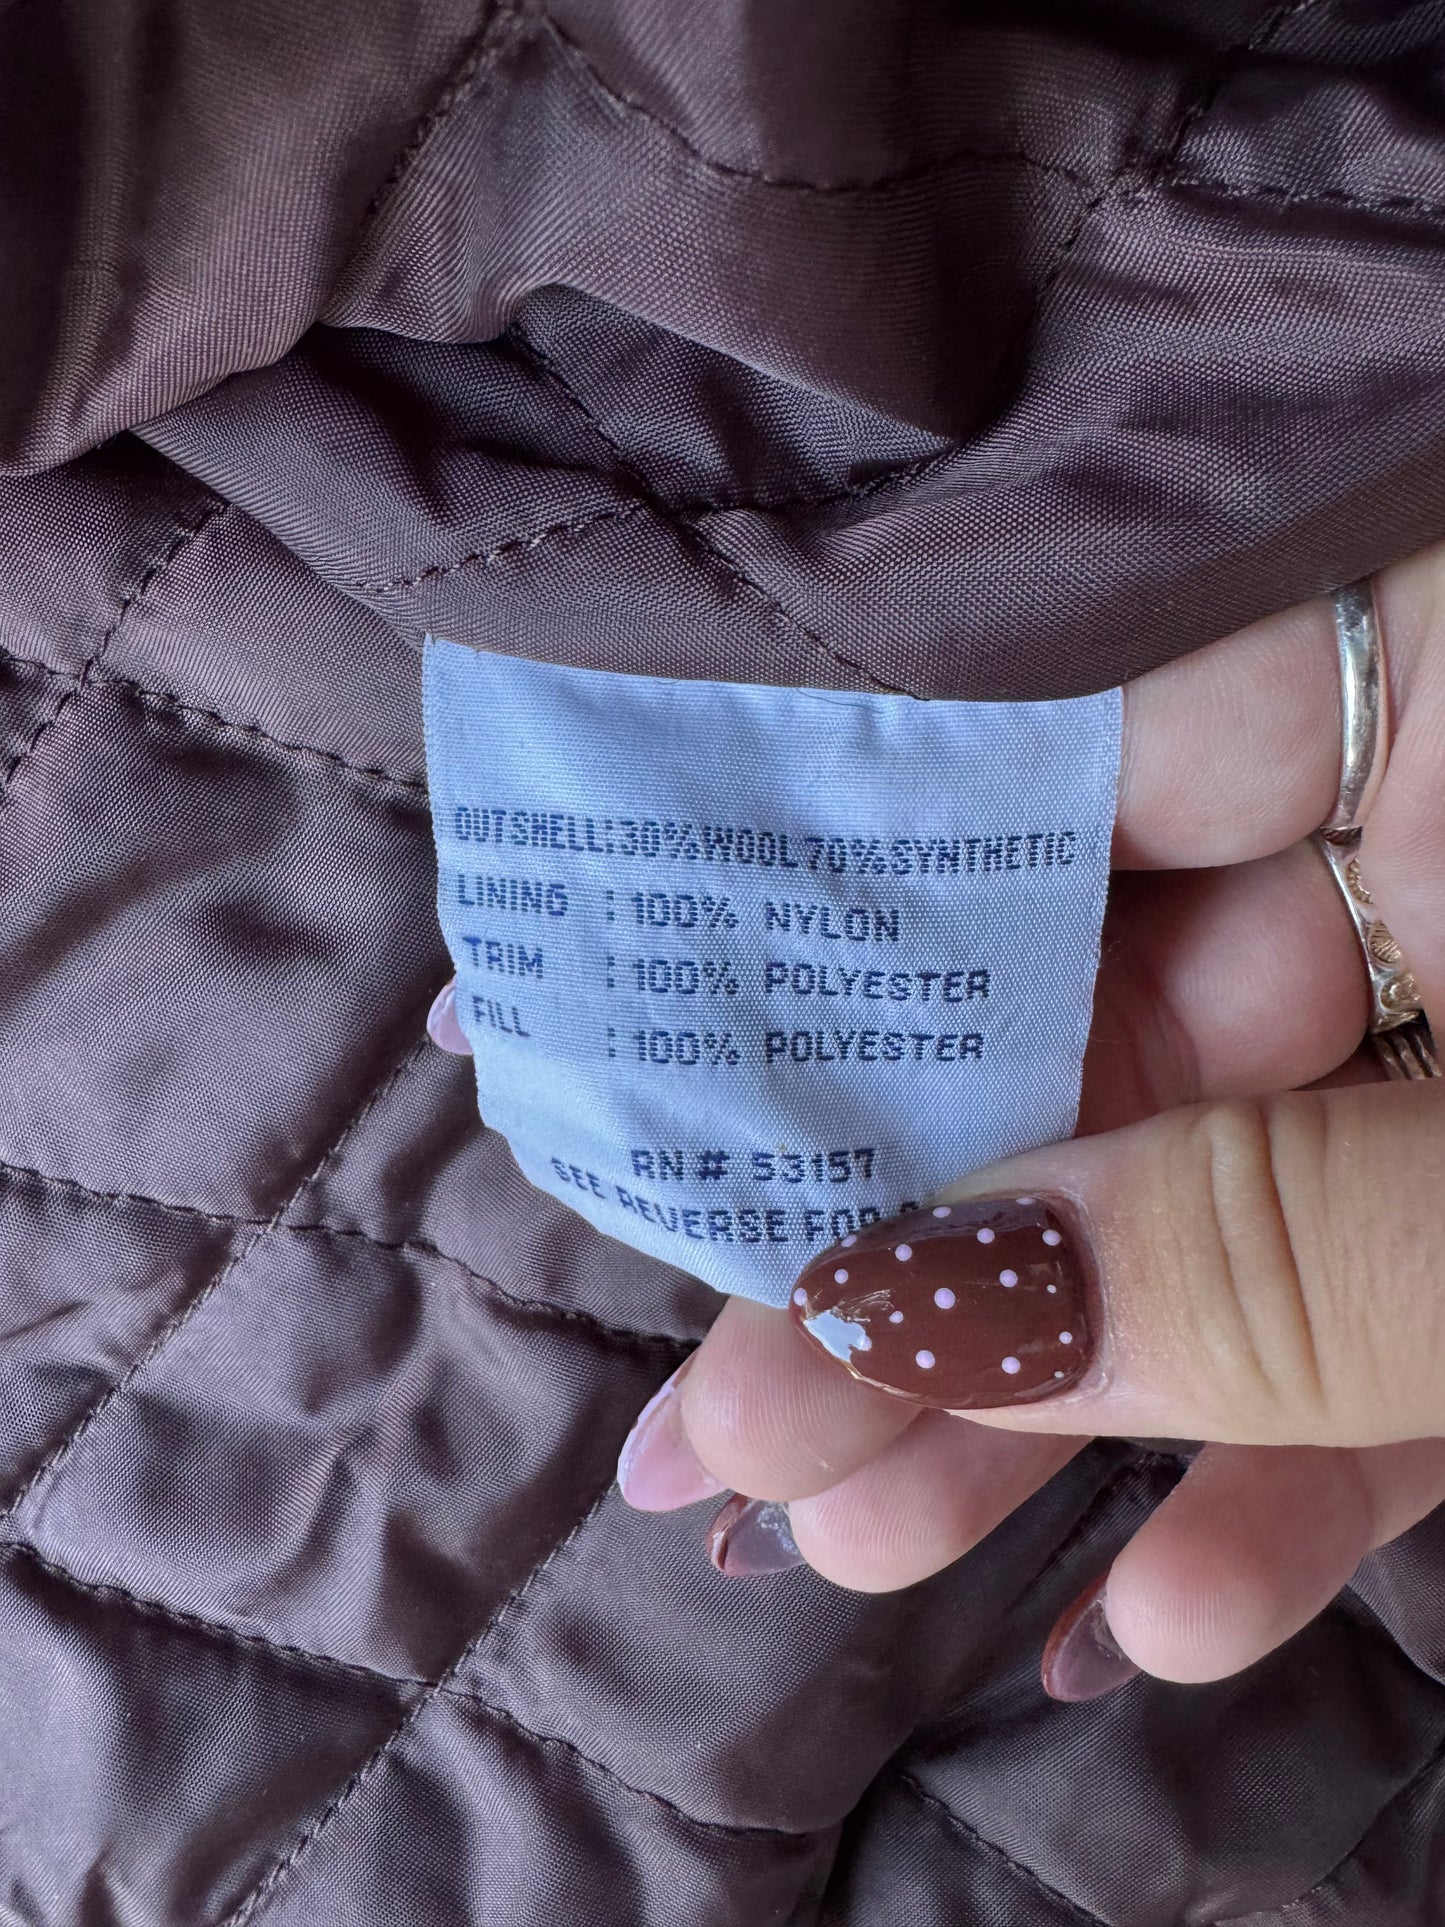 OUTSHELL:30%WOOL70%SYNTHETIC
LINING : 100% NYLON
TRIM : 100% POLYESTER
FILL : 100% POLYESTER
RN # 53157
SEE REVERSE FOR